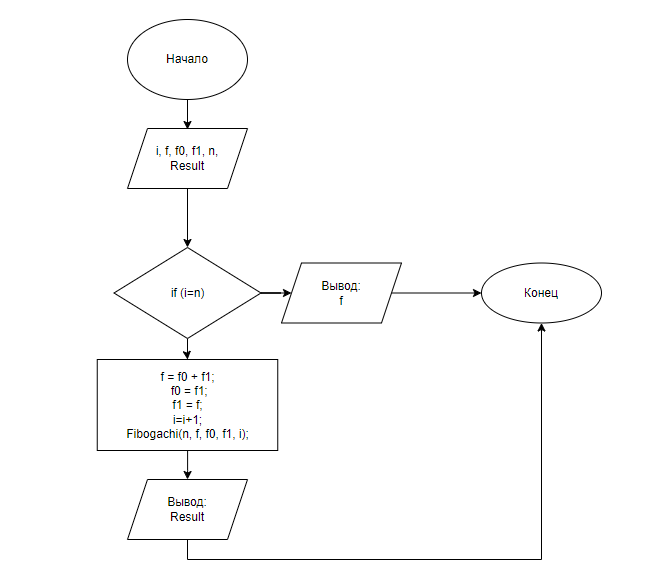 Начало
i, f, f0, f1, n,
Result
if (i=n)
Вывод:
f
Конец
f = f0 + f1;
f0 = f1;
f1 = f;
i=i+1;
Fibogachi(n, f, f0, f1, i);
Вывод:
Result